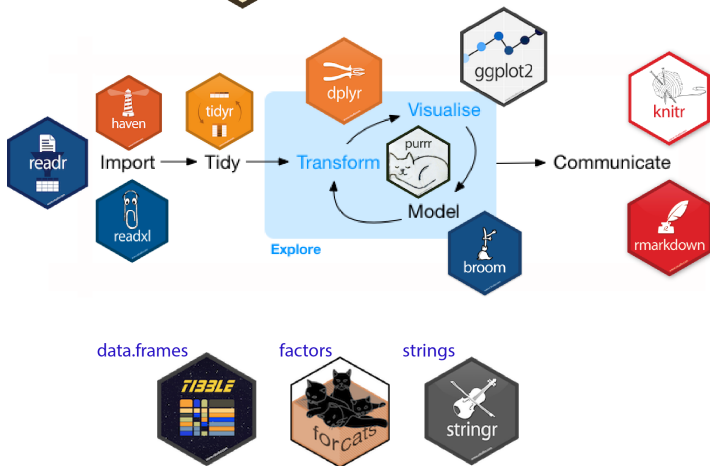 ggplot2
dplyr
haven
tidyr
Visualise
knitr
purrr
readr
Import
Tidy
Transform
Communicate
readxl
Model
rmarkdown
Explore
broom
data.frames
factors
strings
TIBBLE
forcats
stringr